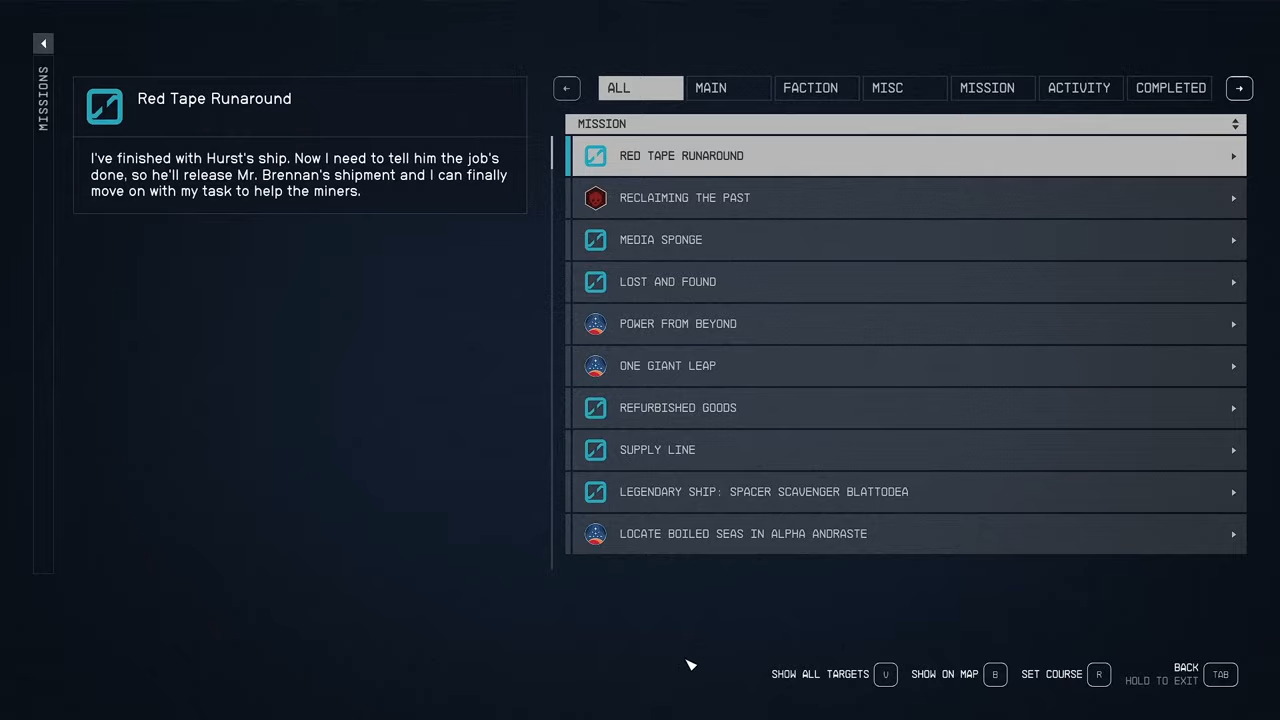 MISSIONS
Red Tape Runaround
I've finished with Hurst's ship. Now I need to tell him the job's
done, so he'll release Mr. Brennan's shipment and I can finally
move on with my task to help the miners.
ALL MAIN FACTION MISC MISSION ACTIVITY COMPLETED
MISSION
RED TAPE RUNAROUND
RECLAIMING THE PAST
MEDIA SPONGE
LOST AND FOUND
POWER FROM BEYOND
ONE GIANT LEAP
REFURBISHED GOODS
SUPPLY LINE
LEGENDARY SHIP: SPACER SCAVENGER BLATTODEA
LOCATE BOILED SEAS IN ALPHA ANDRASTE
SHOW ALL TARGETS V SHOW ON MAP B SET COURSE R BACK TAB
HOLD TO EXIT